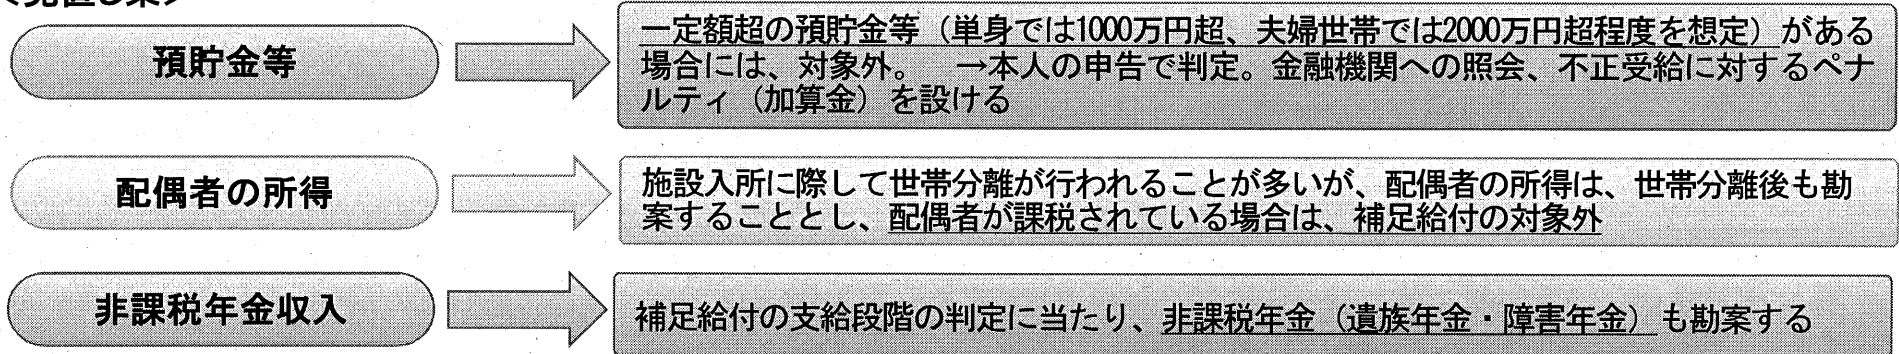 ＜見直し案＞
預貯金等
一定額超の預貯金等（単身では1000万円超、夫婦世帯では2000万円超程度を想定）がある
場合には、対象外。　→本人の申告で判定。金融機関への照会、不正受給に対するペナ
ルティ（加算金）を設ける
配偶者の所得
施設入所に際して世帯分離が行われることが多いが、配偶者の所得は、世帯分離後も勘
案することとし、配偶者が課税されている場合は、補足給付の対象外
非課税年金収入
補足給付の支給段階の判定に当たり、非課税年金（遺族年金・障害年金）も勘案する